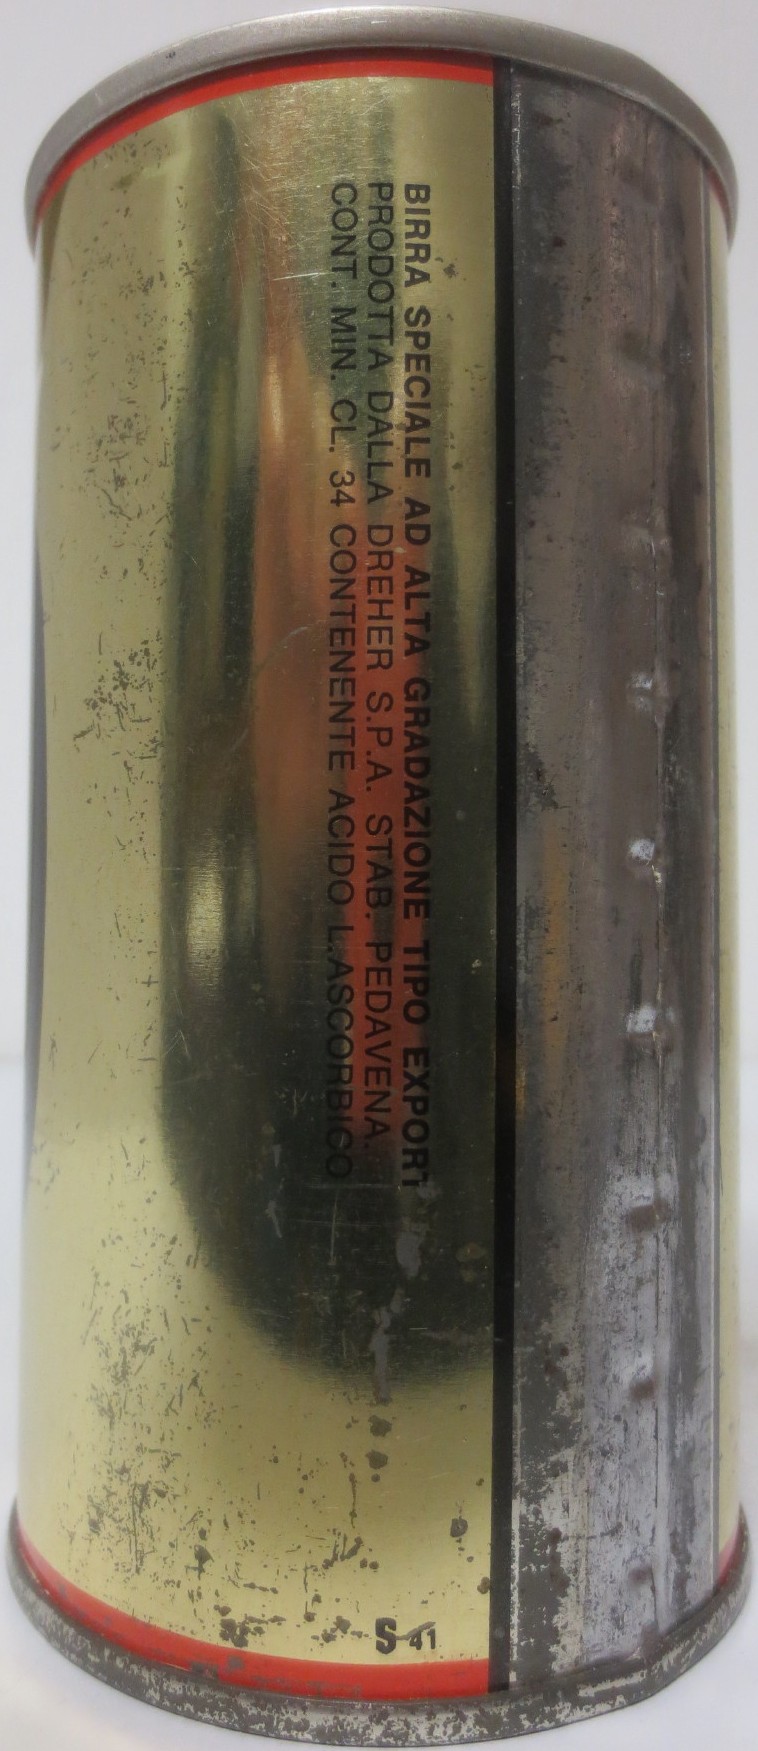 BIRRA SPECIALE AD ALTA GRADAZIONE TIPO EXPORT
PRODOTTA DALLA DREHER S.P.A. STAB. PEDAVENA.
CONT. MIN. CL. 34 CONTENENTE ACIDO L.ASCORBICO
S 41